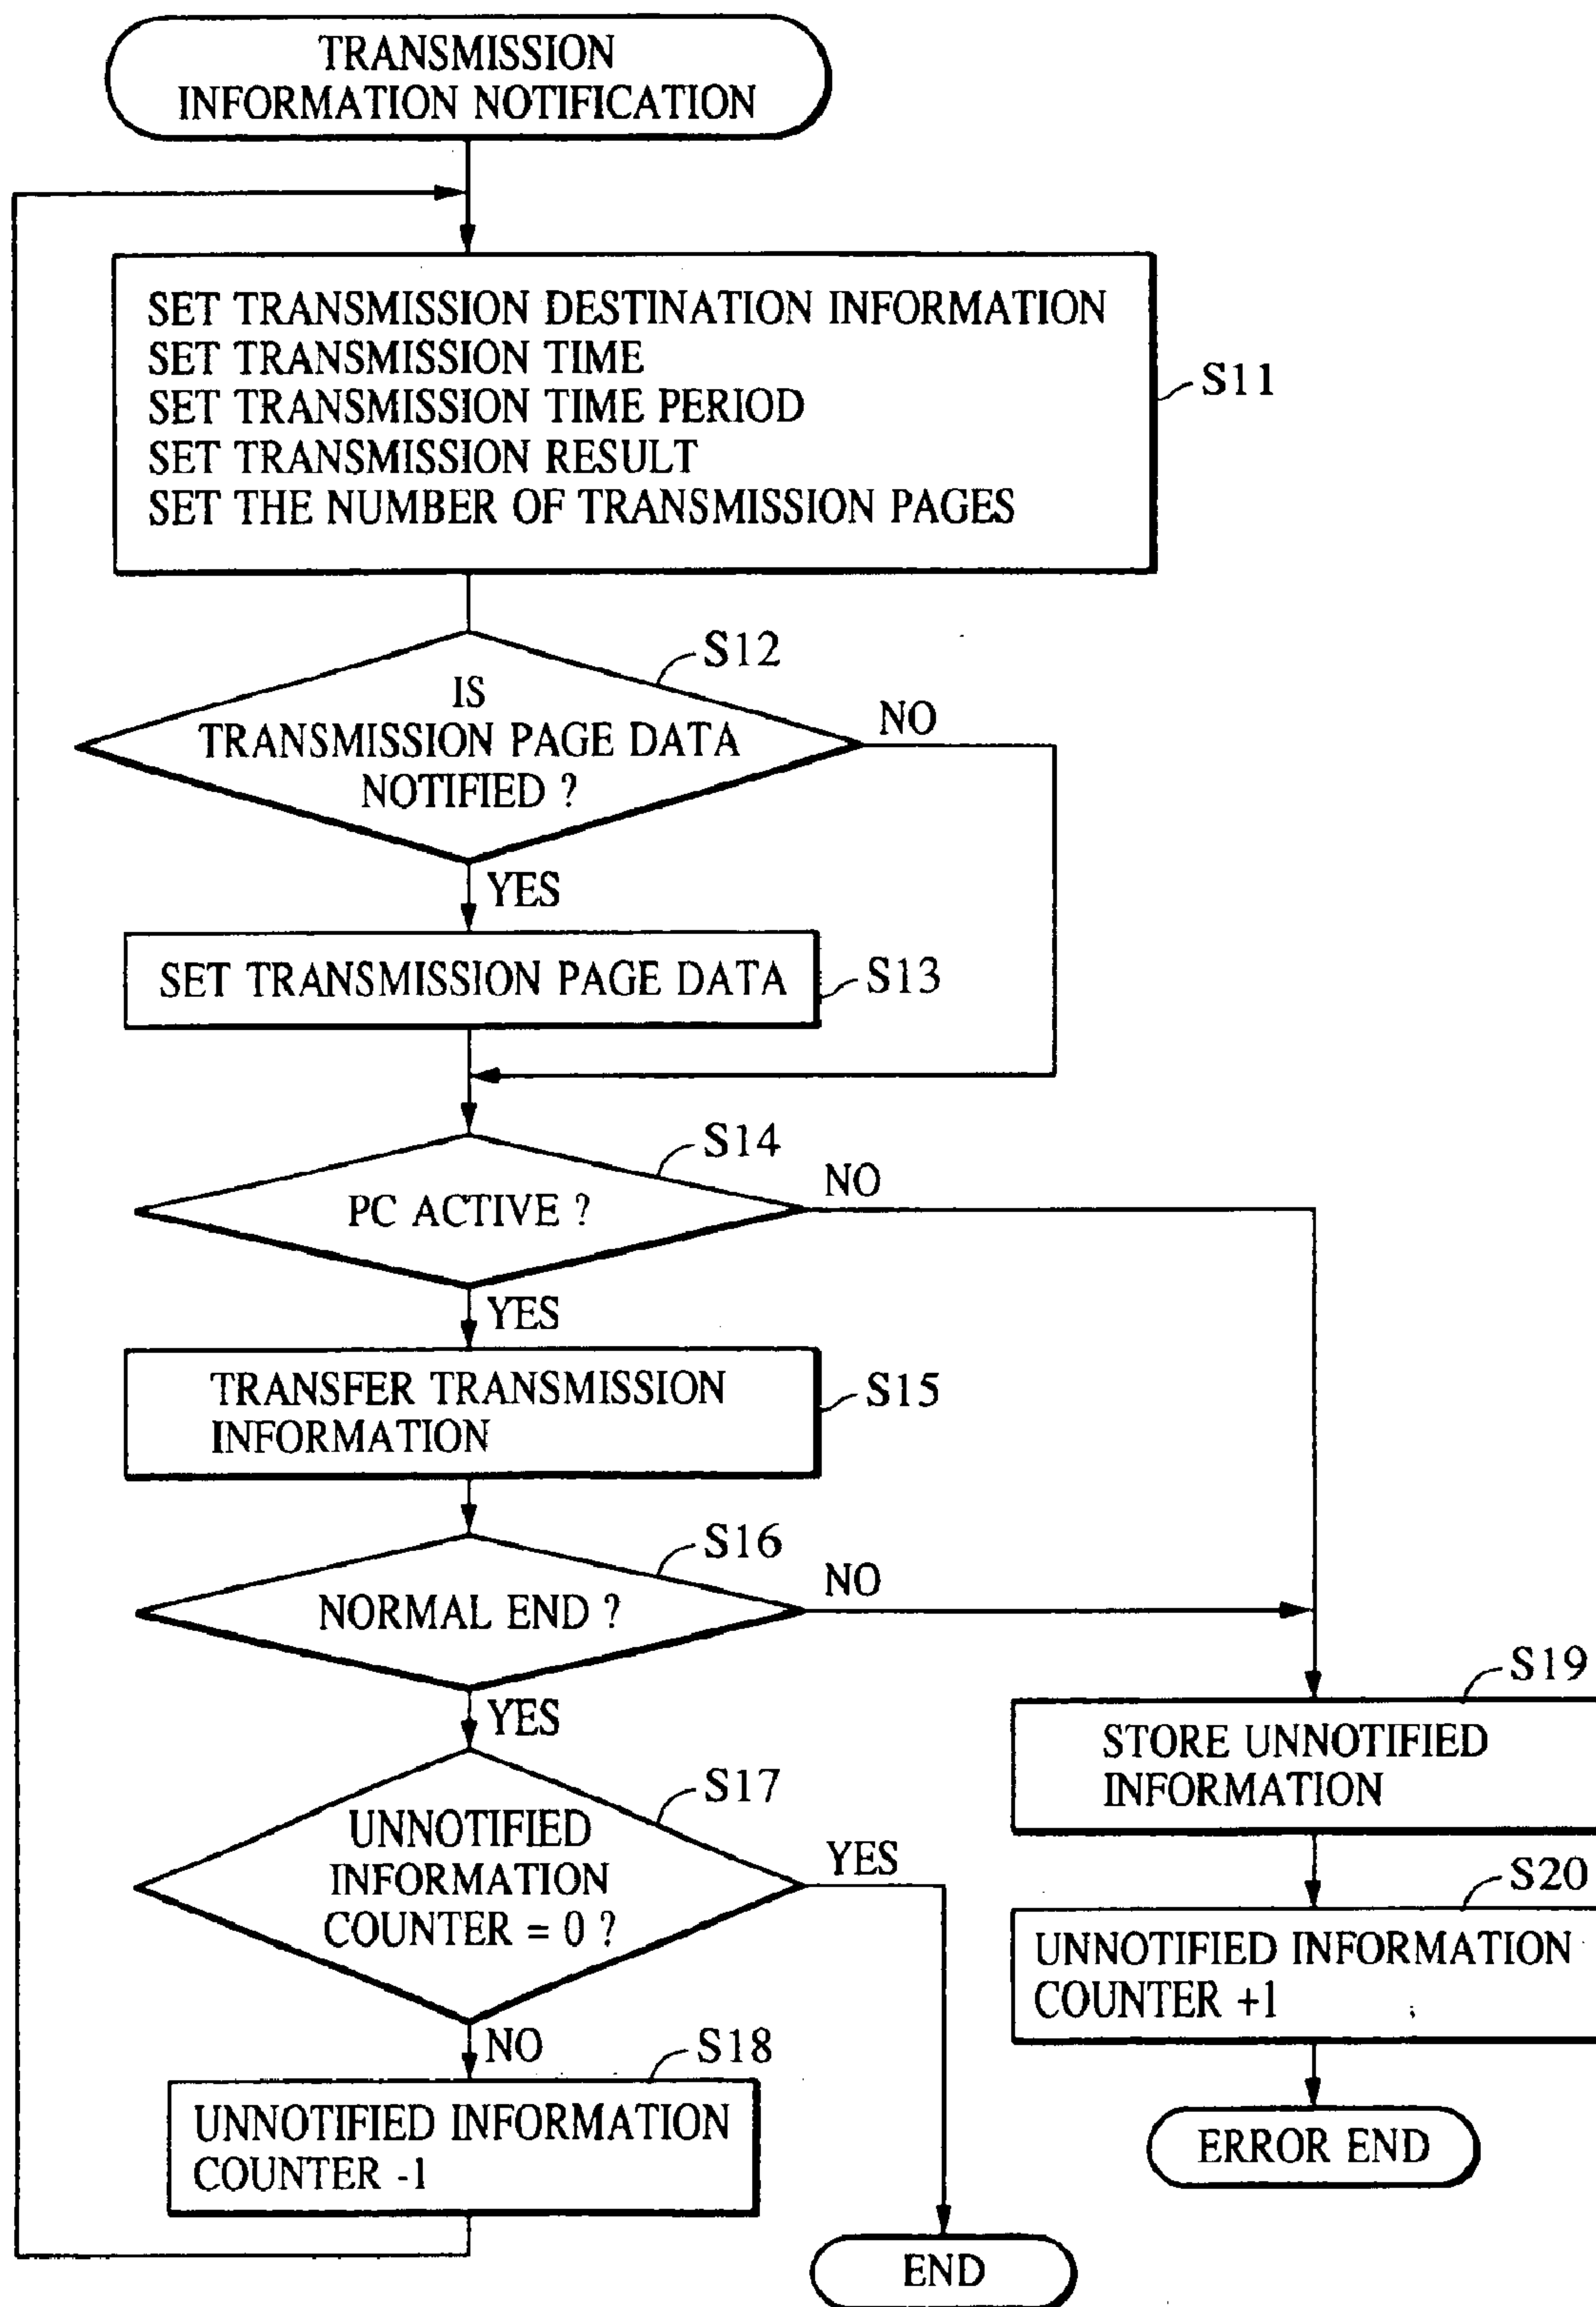 TRANSMISSION
INFORMATION NOTIFICATION
SET TRANSMISSION DESTINATION INFORMATION
SET TRANSMISSION TIME
SET TRANSMISSION TIME PERIOD
SET TRANSMISSION RESULT
SET THE NUMBER OF TRANSMISSION PAGES
S11
S12
IS
TRANSMISSION PAGE DATA
NOTIFIED ?
NO
YES
SET TRANSMISSION PAGE DATA
S13
S14
PC ACTIVE ?
NO
YES
TRANSFER TRANSMISSION
INFORMATION
S15
S16
NORMAL END ?
NO
YES
S17
UNNOTIFIED
INFORMATION
COUNTER = 0 ?
YES
NO
S18
UNNOTIFIED INFORMATION
COUNTER -1
END
S19
STORE UNNOTIFIED
INFORMATION
S20
UNNOTIFIED INFORMATION
COUNTER +1
ERROR END